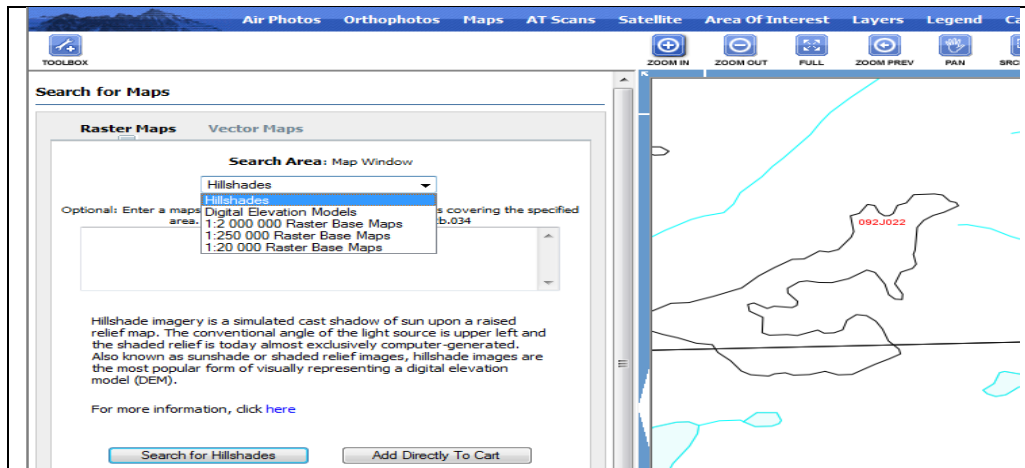 Air Photos Orthophotos Maps AT Scans Satellite Area Of Interest Layers Legend
TOOLBOX ZOOM IN ZOOM OUT FULL ZOOM PREV PAN
Search for Maps
Raster Maps Vector Maps
Search Area: Map Window
Hillshades
Hillshades
Digital Elevation Models
1:2 000 000 Raster Base Maps
1:250 000 Raster Base Maps
1:20 000 Raster Base Maps
Optional: Enter a maps covering the specified
area.
092J022
Hillshade imagery is a simulated cast shadow of sun upon a raised
relief map. The conventional angle of the light source is upper left and
the shaded relief is today almost exclusively computer-generated.
Also known as sunshade or shaded relief images, hillshade images are
the most popular form of visually representing a digital elevation
model (DEM).
For more information, click here
Search for Hillshades Add Directly To Cart